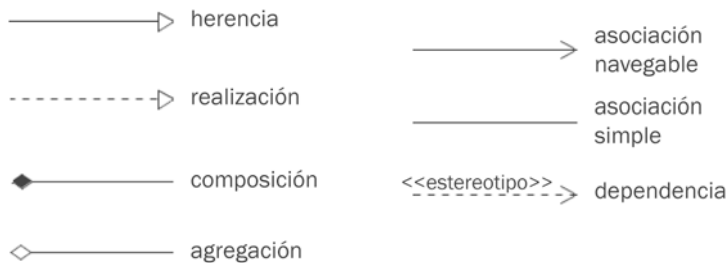 herencia
realización
composición
agregación
asociación
navegable
asociación
simple
<<estereotipo>>
dependencia